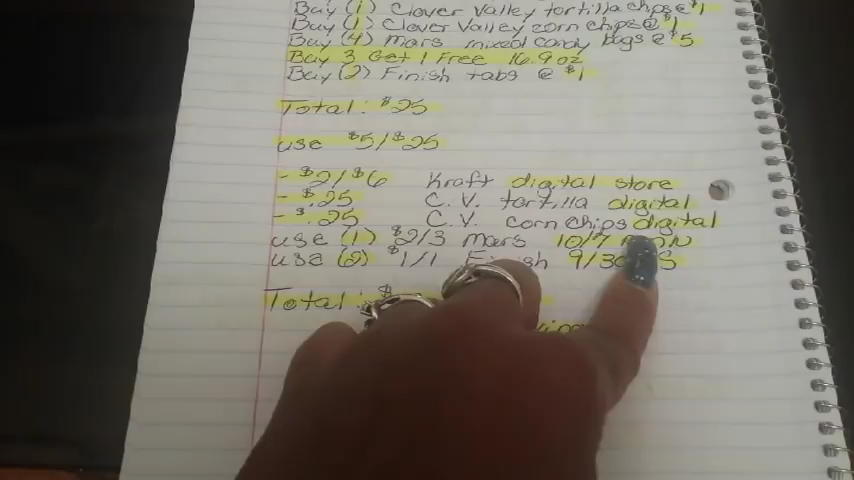 Buy (1) Clover Valley tortilla chips @ $1
Buy (1) Clover Valley corn chips @ $1
Buy (4) Mars mixed candy bags @ $5
Buy 3 Get 1 Free 16.9 oz
Buy (2) Finish tabs @ $1
Total: $25
use $5/$25
- $2/$6 Kraft digital store
- $.25 C.V. tortilla digital
- $.25 C.V. corn chips digital
use (1) $2/3 Mars 10/7
use (2) $1/1 9/30 S
Total: $